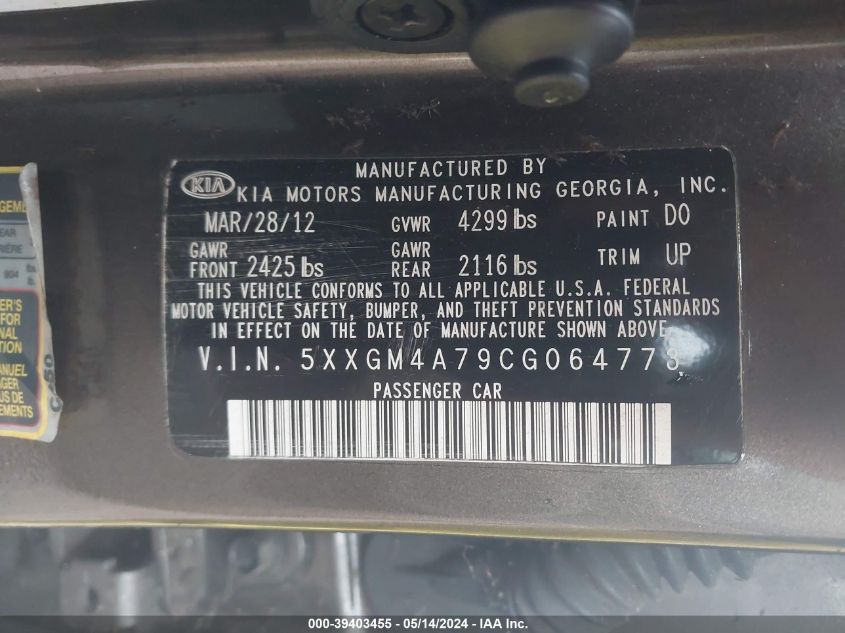 MANUFACTURED BY
KIA KIA MOTORS MANUFACTURING GEORGIA, INC.
MAR/28/12 GVWR 4299 lbs PAINT D0
GAWR FRONT 2425 lbs GAWR REAR 2116 lbs TRIM UP
THIS VEHICLE CONFORMS TO ALL APPLICABLE U.S.A. FEDERAL
MOTOR VEHICLE SAFETY, BUMPER, AND THEFT PREVENTION STANDARDS
IN EFFECT ON THE DATE OF MANUFACTURE SHOWN ABOVE.
V.I.N. 5XXGM4A79CG064773
PASSENGER CAR
000-39403455 - 05/14/2024 - IAAI Inc.